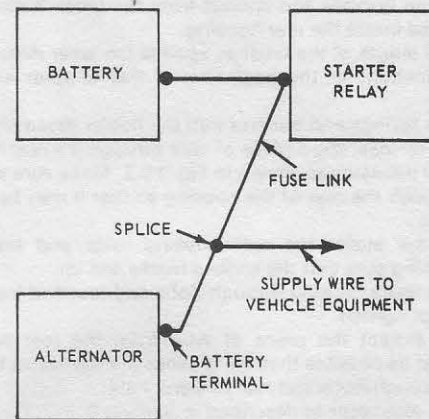 BATTERY
STARTER
RELAY
FUSE LINK
SPLICE
SUPPLY WIRE TO
VEHICLE EQUIPMENT
ALTERNATOR
BATTERY
TERMINAL